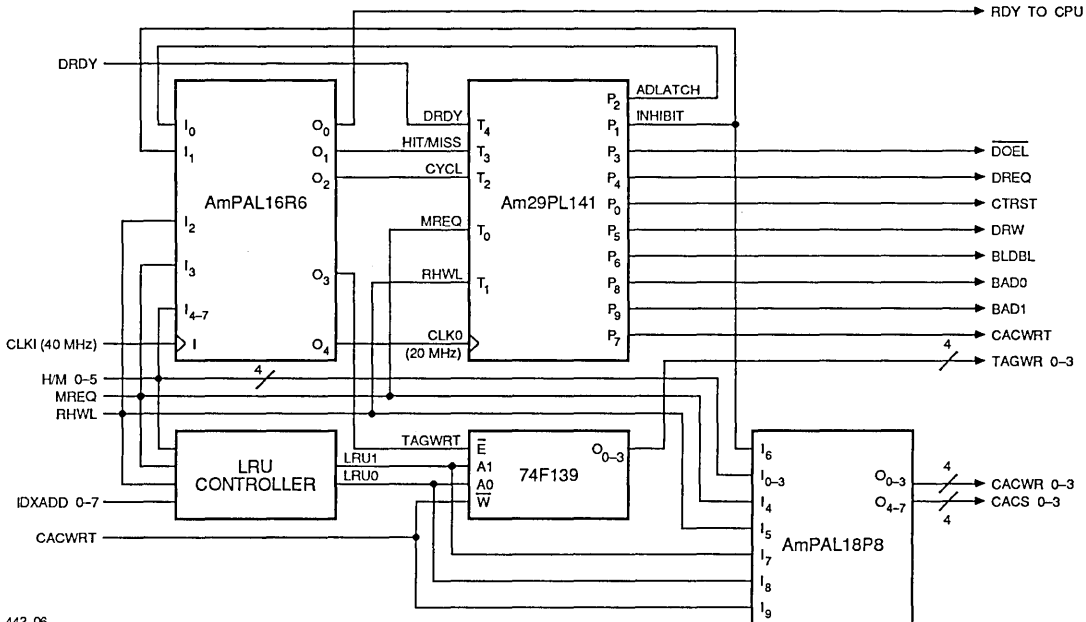 RDY TO CPU
DRDY
ADLATCH
P2
I0 O0 DRDY T4 P1 INHIBIT
I1 O1 HIT/MISS T3 P3 DOEL
O2 CYCL T2 P4 DREQ
AmPAL16R6 Am29PL141
P0 CTRST
I2 MREQ T0 P5 DRW
P6 BLDBL
I3 O3 RHWL T1 P8 BAD0
I4-7 P9 BAD1
CLKI (40 MHz) I O4 CLK0 P7 CACWRT
(20 MHz)
4 TAGWR 0-3
H/M 0-5 4
MREQ
RHWL
TAGWRT E O0-3 I6
LRU LRU1 A1 74F139 I0-3 O0-3 4 CACWR 0-3
CONTROLLER LRU0 A0 I4 O4-7 4 CACS 0-3
IDXADD 0-7 W I5
CACWRT AmPAL18P8
I7
I8
I9